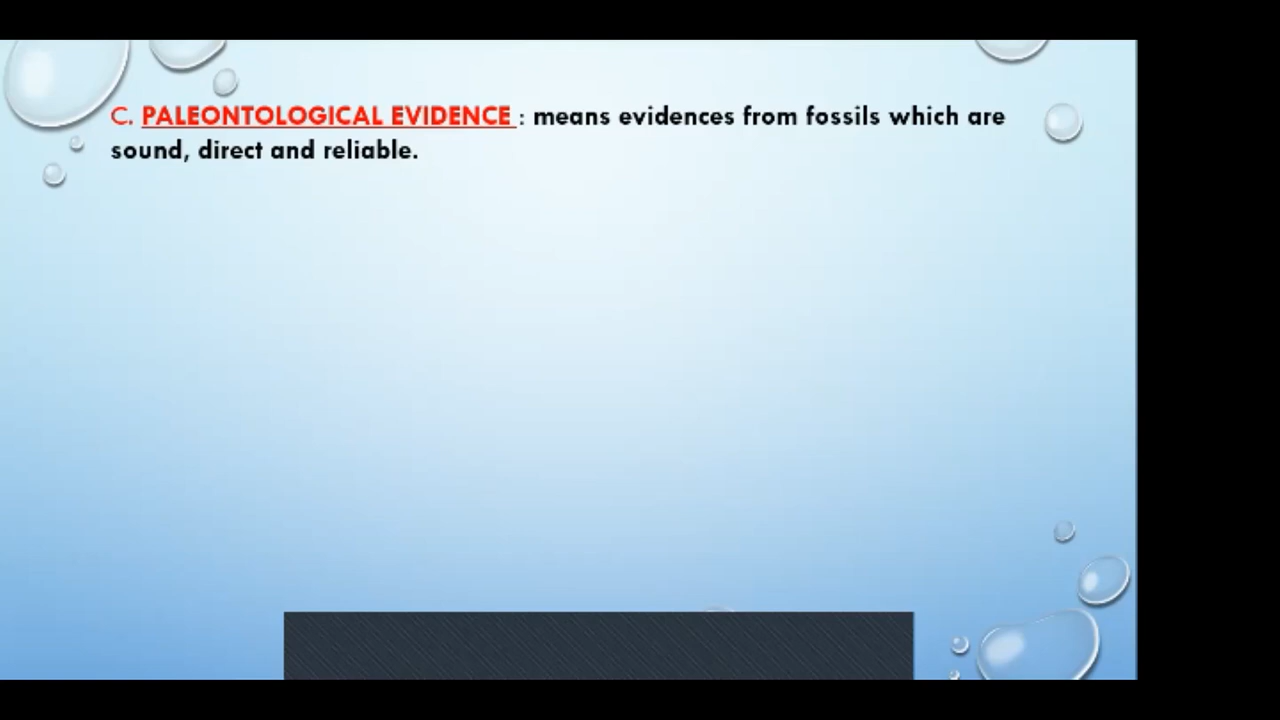 C. PALEONTOLOGICAL EVIDENCE : means evidences from fossils which are
sound, direct and reliable.